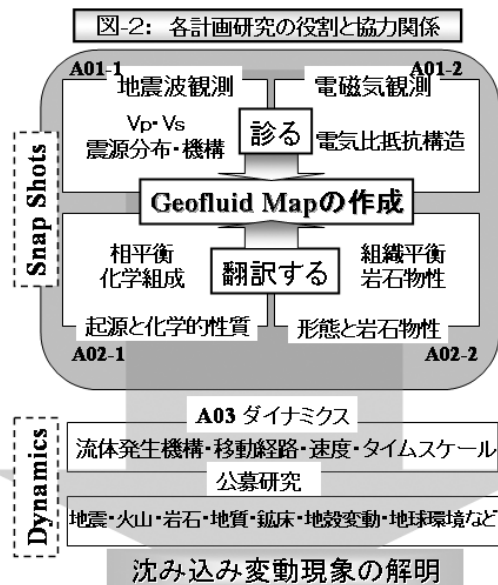 図-2: 各計画研究の役割と協力関係
A01-1
A01-2
地震波観測
電磁気観測
Vp・Vs
震源分布・機構
診る
電気比抵抗構造
Geofluid Mapの作成
相平衡
化学組成
翻訳する
組織平衡
岩石物性
起源と化学的性質
形態と岩石物性
A02-1
A02-2
Snap Shots
A03 ダイナミクス
流体発生機構・移動経路・速度・タイムスケール
公募研究
地震・火山・岩石・地質・鉱床・地殻変動・地球環境など
Dynamics
沈み込み変動現象の解明